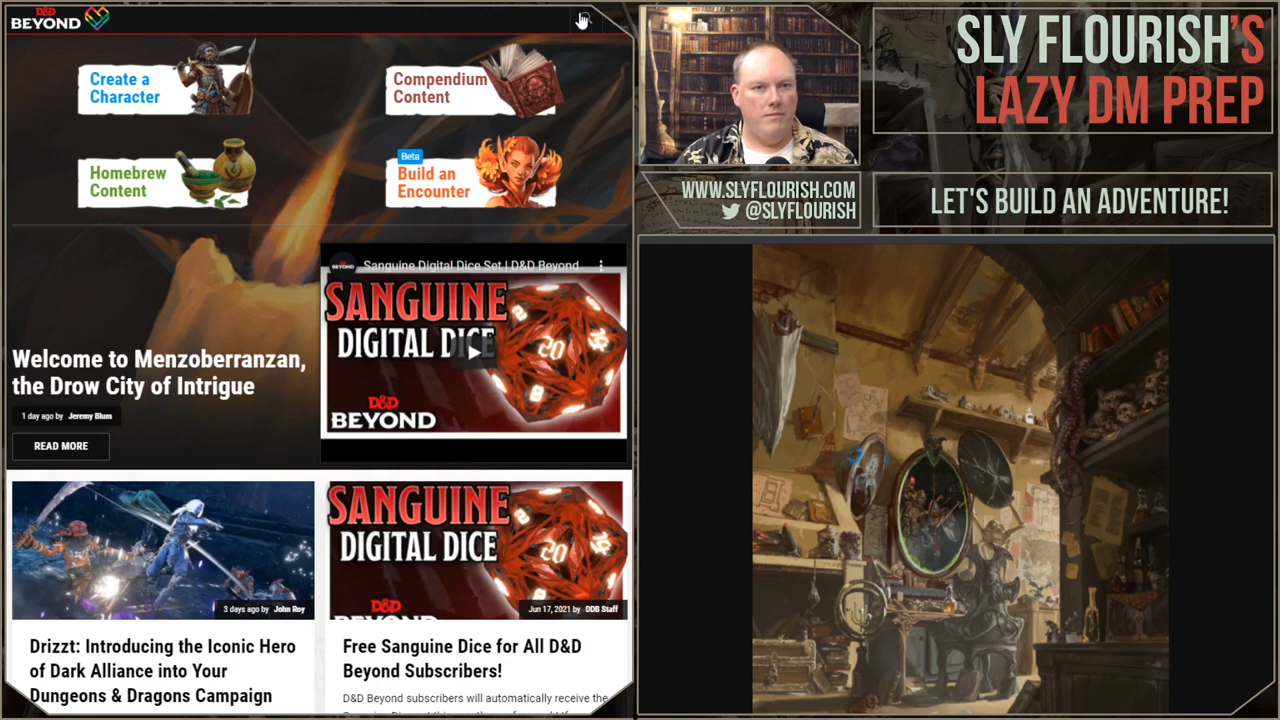 D&D
BEYOND
Create a
Character
Compendium
Content
Homebrew
Content
Beta
Build an
Encounter
BEYOND
Sanguine Digital Dice Set | D&D Beyond
SANGUINE
DIGITAL DICE
20
D&D
BEYOND
Welcome to Menzoberranzan,
the Drow City of Intrigue
1 day ago by Jeremy Blum
READ MORE
3 days ago by John Roy
Drizzt: Introducing the Iconic Hero
of Dark Alliance into Your
Dungeons & Dragons Campaign
SANGUINE
DIGITAL DICE
20
D&D
Jun 17, 2021 by DDB Staff
Free Sanguine Dice for All D&D
Beyond Subscribers!
D&D Beyond subscribers will automatically receive the
SLY FLOURISH'S
LAZY DM PREP
WWW.SLYFLOURISH.COM
@SLYFLOURISH
LET'S BUILD AN ADVENTURE!